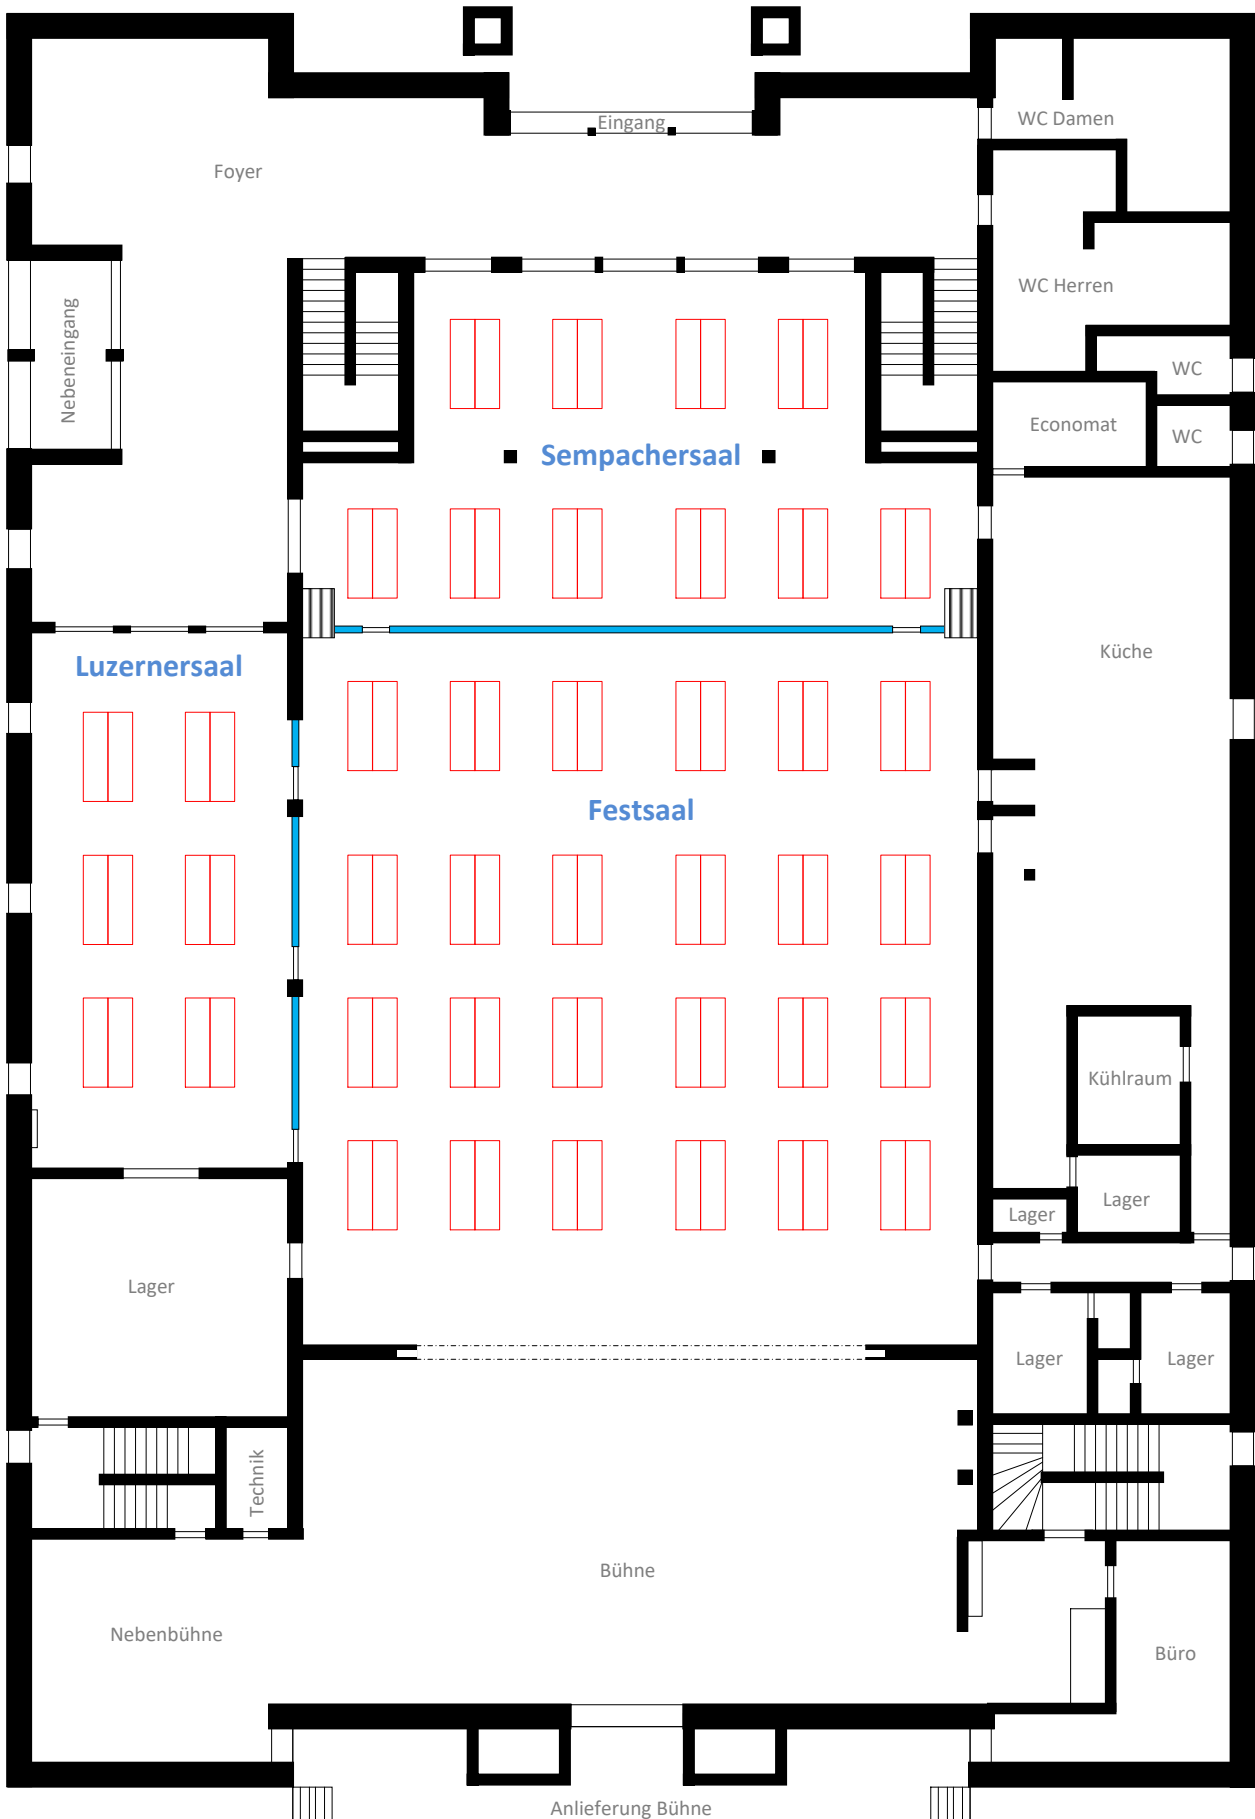 Eingang
WC Damen
Foyer
WC Herren
Nebeneingang
WC
Economat
WC
Sempachersaal
Küche
Luzernersaal
Festsaal
Kühlraum
Lager
Lager
Lager
Lager
Lager
Technik
Bühne
Nebenbühne
Büro
Anlieferung Bühne